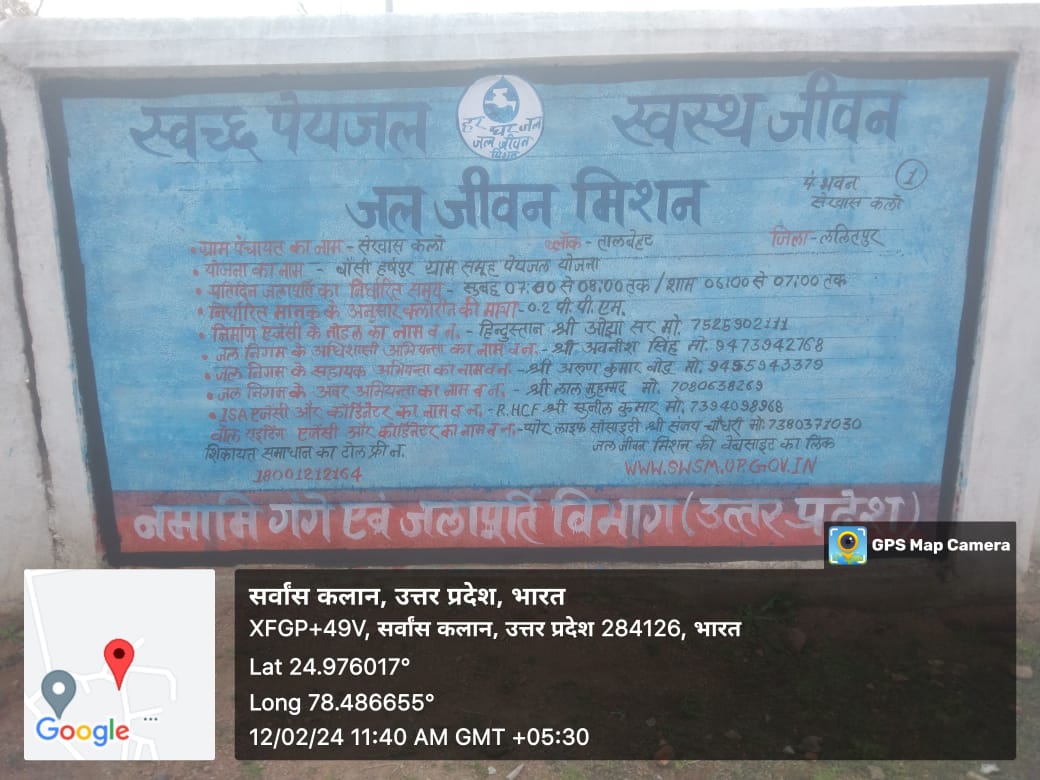 स्वच्छ पेयजल
हर घर जल
जल जीवन
मिशन
स्वस्थ जीवन
जल जीवन मिशन
पं. भवन
सेरवास कलाँ
1
• ग्राम पंचायत का नाम - सेरवास कलाँ ब्लॉक - तालबेहट जिला - ललितपुर
• योजना का नाम - बाँसी हर्षपुर ग्राम समूह पेयजल योजना
• प्रतिदिन जलापूर्ति का निर्धारित समय - सुबह 07:00 से 08:00 तक / शाम 06:00 से 07:00 तक
• निर्धारित मानक के अनुसार क्लोरीन की मात्रा - 0.2 पी.पी.एम.
• निर्माण एजेंसी के नोडल का नाम व नं. - हिन्दुस्तान श्री ओझा सर मो. 7525902111
• जल निगम के अधिशासी अभियन्ता का नाम व नं. - श्री अवनीश सिंह मो. 9473942768
• जल निगम के सहायक अभियन्ता का नाम व नं. - श्री अरुण कुमार मो. 9455943379
• जल निगम के अवर अभियन्ता का नाम व नं. - श्री लाल मुहम्मद मो. 7080638269
• ISA एजेंसी और कोर्डिनेटर का नाम व नं. - R.HCF श्री सुनील कुमार मो. 7394098968
वाल राइटिंग एजेंसी और कोर्डिनेटर का नाम व नं. - प्योर लाइफ सोसाइटी श्री संजय चौधरी मो. 7380371030
शिकायत समाधान का टोल फ्री नं. जल जीवन मिशन की वेबसाइट का लिंक
18001212164 WWW.SWSM.UP.GOV.IN
नमामि गंगे एवं जलापूर्ति विभाग (उत्तर प्रदेश)
GPS Map Camera
सर्वांस कलान, उत्तर प्रदेश, भारत
XFGP+49V, सर्वांस कलान, उत्तर प्रदेश 284126, भारत
Lat 24.976017°
Long 78.486655°
12/02/24 11:40 AM GMT +05:30
Google